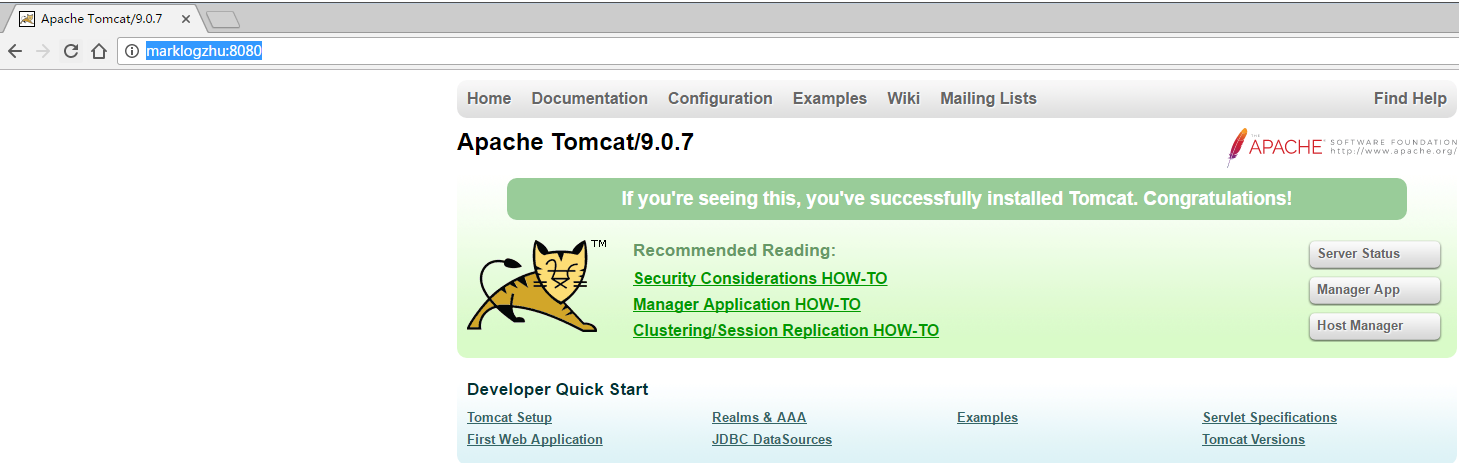 Apache Tomcat/9.0.7
marklogzhu:8080
Home Documentation Configuration Examples Wiki Mailing Lists Find Help
Apache Tomcat/9.0.7
THE
APACHE SOFTWARE FOUNDATION
http://www.apache.org/
If you're seeing this, you've successfully installed Tomcat. Congratulations!
TM
Recommended Reading:
Security Considerations HOW-TO
Manager Application HOW-TO
Clustering/Session Replication HOW-TO
Server Status
Manager App
Host Manager
Developer Quick Start
Tomcat Setup Realms & AAA Examples Servlet Specifications
First Web Application JDBC DataSources Tomcat Versions